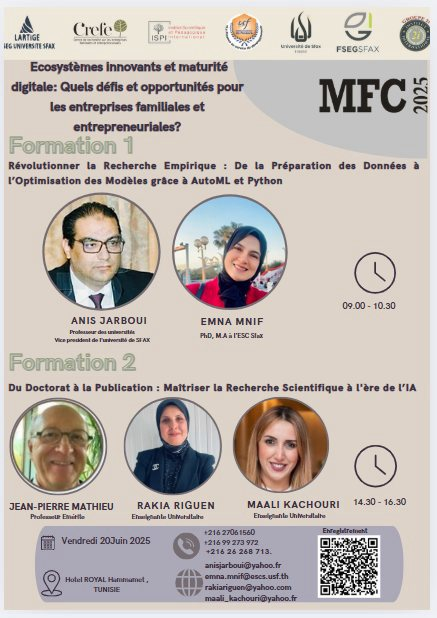 LARTIGE
FSEG UNIVERSITÉ SFAX
Crefe
ISPI
Institut Scientifique
et Pédagogique
International
usf
Université de Sfax
FSEGSFAX
Ecosystèmes innovants et maturité
digitale: Quels défis et opportunités pour
les entreprises familiales et
entrepreneuriales?
MFC
2025
Formation 1
Révolutionner la Recherche Empirique : De la Préparation des Données à
l'Optimisation des Modèles grâce à AutoML et Python
ANIS JARBOUI
Professeur des universités
Vice president de l'université de SFAX
EMNA MNIF
PhD, M.A à l'ESC Sfax
09.00 - 10.30
Formation 2
Du Doctorat à la Publication : Maîtriser la Recherche Scientifique à l'ère de l'IA
JEAN-PIERRE MATHIEU
Professeur Emérite
RAKIA RIGUEN
Enseignante Universitaire
MAALI KACHOURI
Enseignante Universitaire
14.30 - 16.30
Vendredi 20Juin 2025
Hotel ROYAL Hammamet ,
TUNISIE
+216 27061560
+216 99 273 972
+216 26 268 713.
anisjarboui@yahoo.fr
emna.mnif@escs.usf.th
rakiariguen@yahoo.com
maali_kachouri@yahoo.fr
Enregistrement